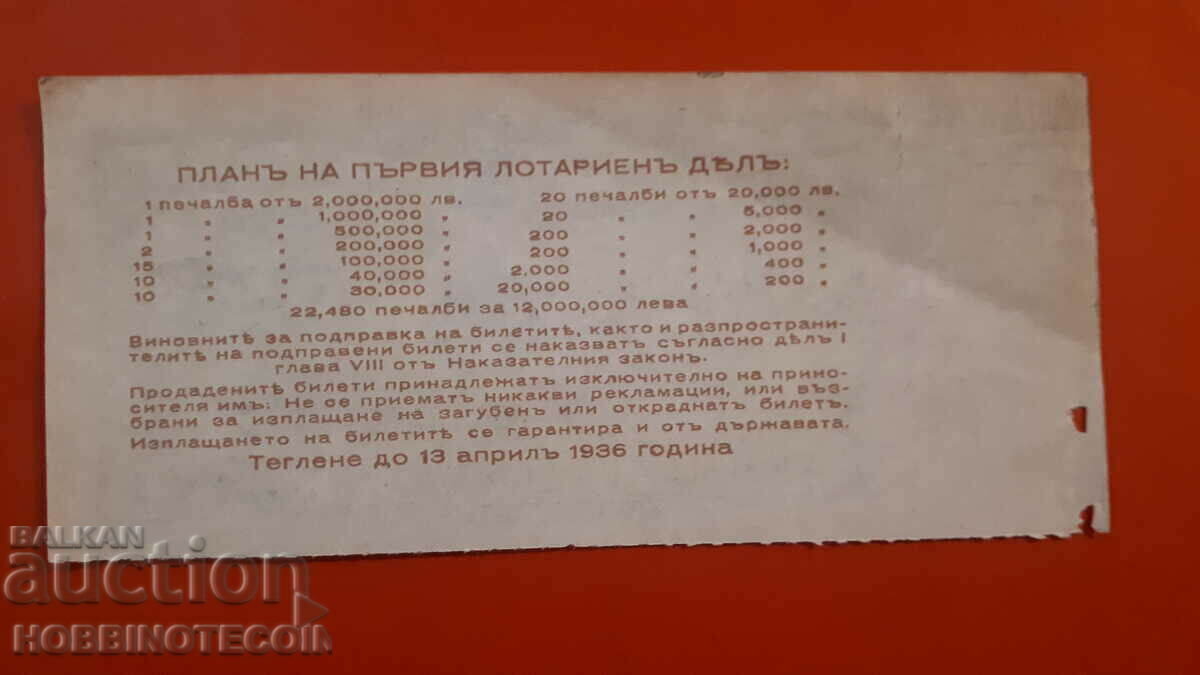 ПЛАНЪ НА ПЪРВИЯ ЛОТАРИЕНЪ ДѢЛЪ:
1 печалба отъ 2,000,000 лв. 20 печалби отъ 20,000 лв.
1 „ „ 1,000,000 „ 20 „ „ 5,000 „
1 „ „ 500,000 „ 200 „ „ 2,000 „
2 „ „ 200,000 „ 200 „ „ 1,000 „
15 „ „ 100,000 „ 2,000 „ „ 400 „
10 „ „ 40,000 „ 20,000 „ „ 200 „
10 „ „ 30,000 „
22,480 печалби за 12,000,000 лева
Виновнитѣ за подправка на билетитѣ, както и разпространи-
телитѣ на подправени билети се наказватъ съгласно дѣлъ I
глава VIII отъ Наказателния законъ.
Продаденитѣ билети принадлежатъ изключително на прино-
сителя имъ: Не се приематъ никакви рекламации, или въз-
брани за изплащане на загубенъ или откраднатъ билетъ.
Изплащането на билетитѣ се гарантира и отъ държавата.
Теглене до 13 априлъ 1936 година
BALKAN
auction
HOBBINOTECOIN